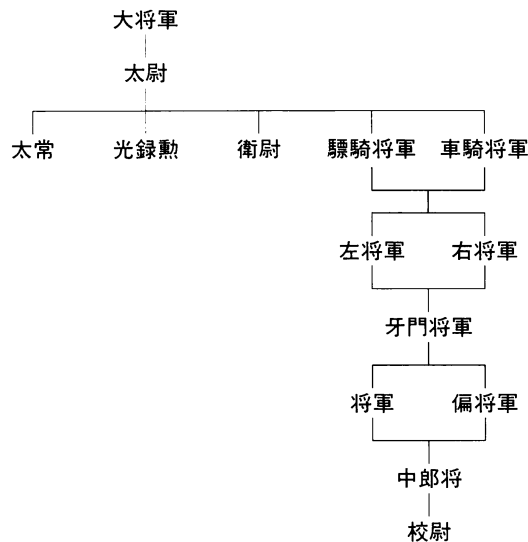 大将軍
太尉
太常 光録勲 衛尉 驃騎将軍 車騎将軍
左将軍 右将軍
牙門将軍
将軍 偏将軍
中郎将
校尉